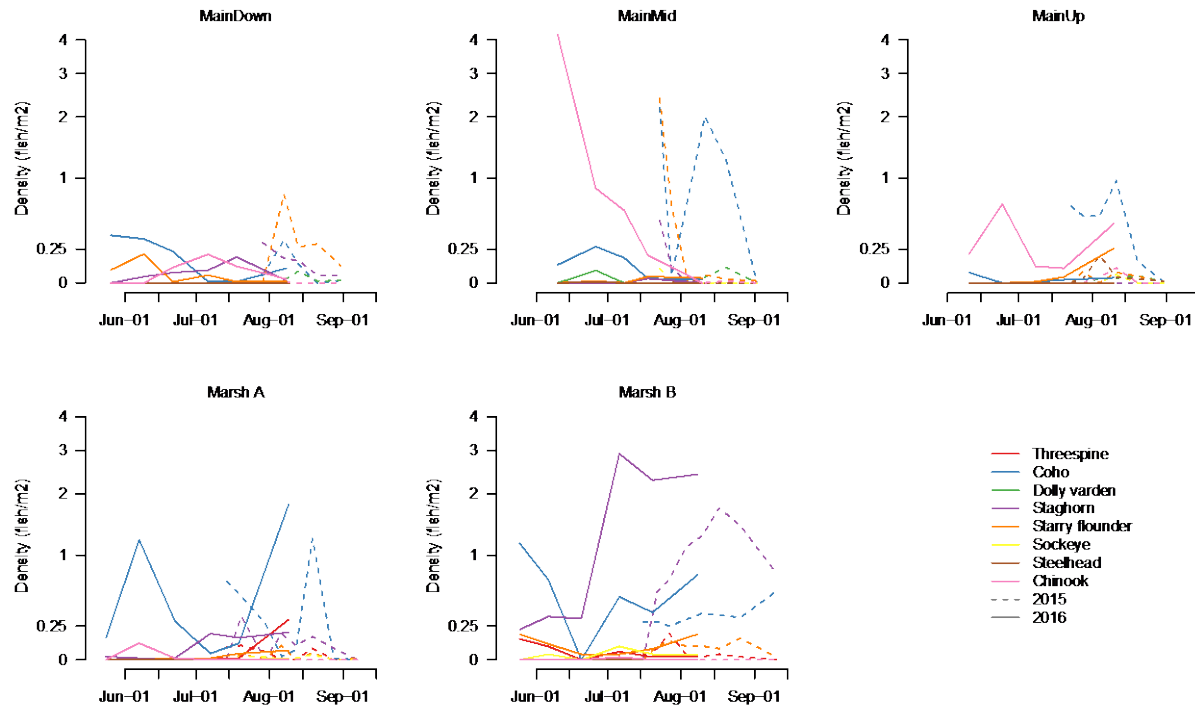 MainDown
4
3
2
1
0.25
0
Density (fish/m2)
Jun-01 Jul-01 Aug-01 Sep-01
MainMid
4
3
2
1
0.25
0
Density (fish/m2)
Jun-01 Jul-01 Aug-01 Sep-01
MainUp
4
3
2
1
0.25
0
Density (fish/m2)
Jun-01 Jul-01 Aug-01 Sep-01
Marsh A
4
3
2
1
0.25
0
Density (fish/m2)
Jun-01 Jul-01 Aug-01 Sep-01
Marsh B
4
3
2
1
0.25
0
Density (fish/m2)
Jun-01 Jul-01 Aug-01 Sep-01
Threespine
Coho
Dolly varden
Staghorn
Starry flounder
Sockeye
Steelhead
Chinook
2015
2016